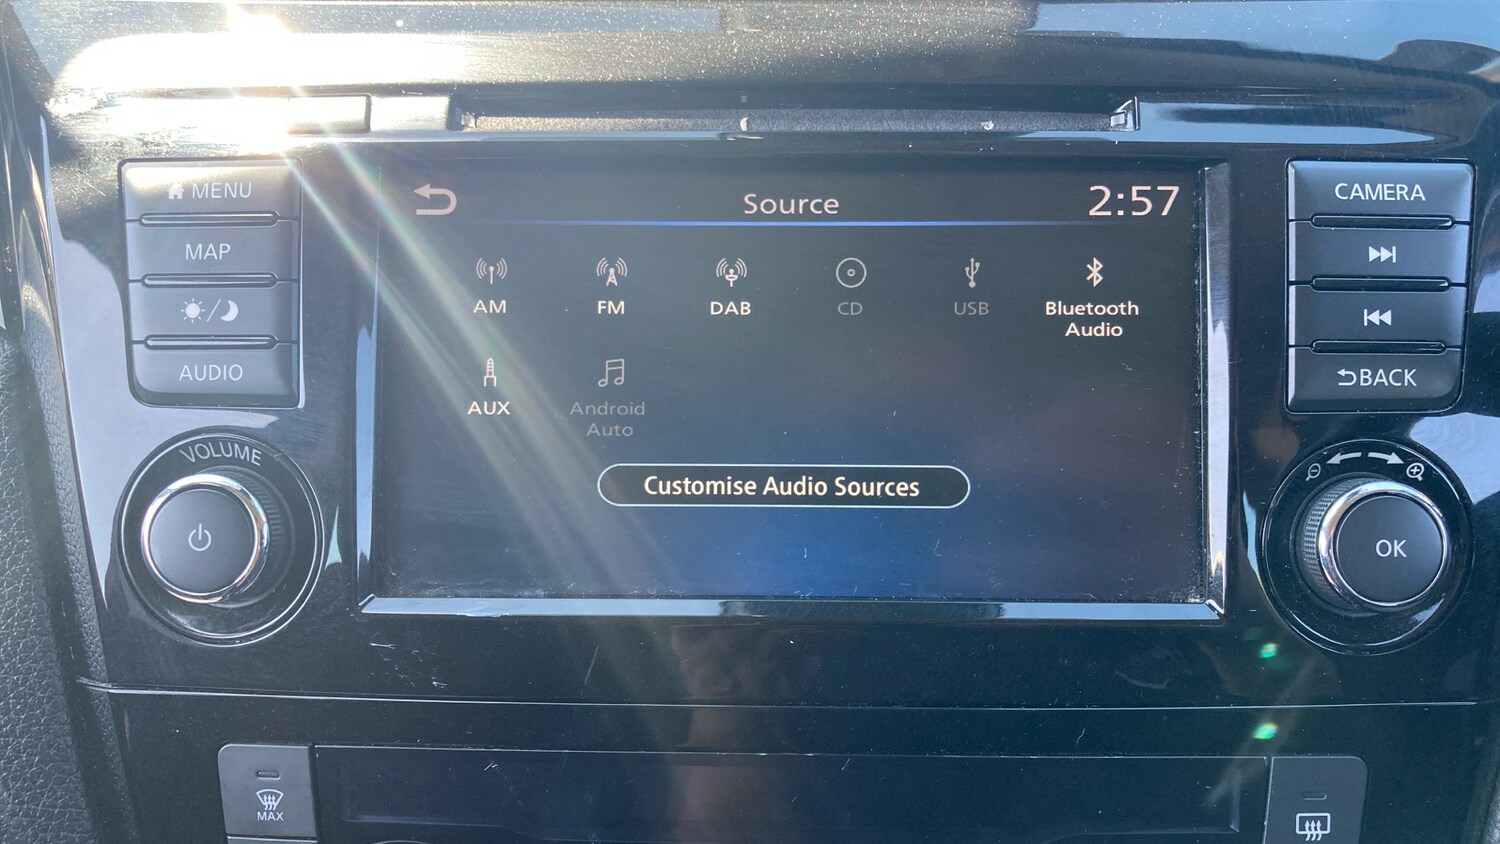 MENU
MAP
AUDIO
VOLUME
Source
2:57
AM
FM
DAB
CD
USB
Bluetooth
Audio
AUX
Android
Auto
Customise Audio Sources
CAMERA
BACK
OK
MAX